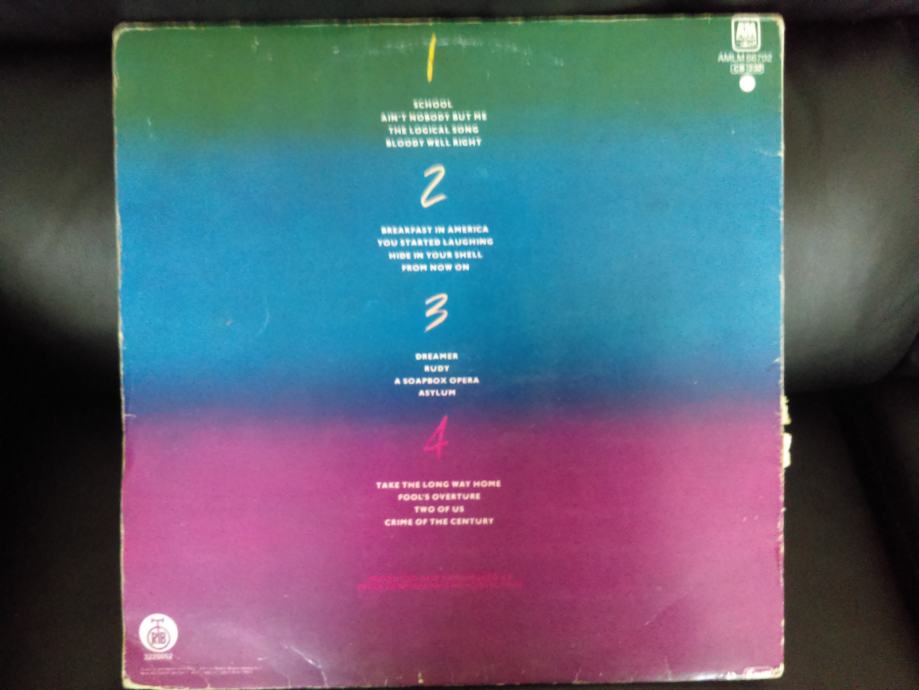 1
A&M
AMLM 66702
SCHOOL
AIN'T NOBODY BUT ME
THE LOGICAL SONG
BLOODY WELL RIGHT
2
BREAKFAST IN AMERICA
YOU STARTED LAUGHING
HIDE IN YOUR SHELL
FROM NOW ON
3
DREAMER
RUDY
A SOAPBOX OPERA
ASYLUM
4
TAKE THE LONG WAY HOME
FOOL'S OVERTURE
TWO OF US
CRIME OF THE CENTURY
RTB